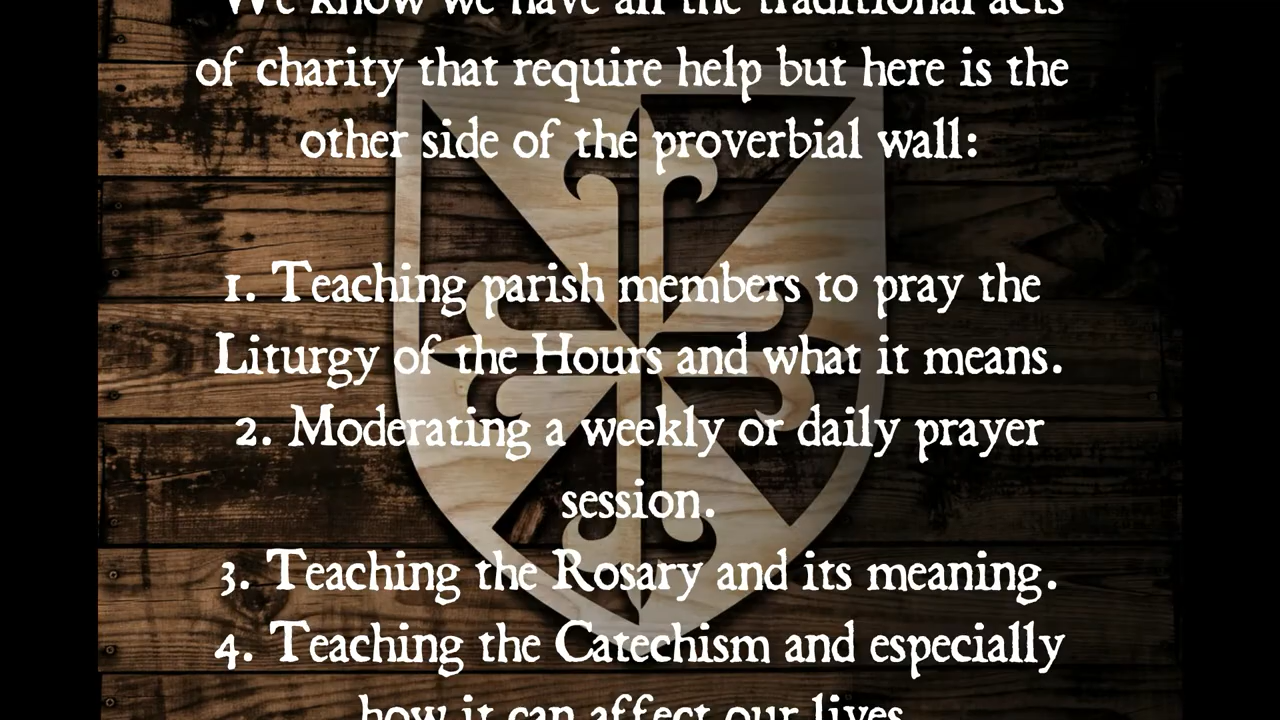 We know we have all the traditional acts
of charity that require help but here is the
other side of the proverbial wall:
1. Teaching parish members to pray the
Liturgy of the Hours and what it means.
2. Moderating a weekly or daily prayer
session.
3. Teaching the Rosary and its meaning.
4. Teaching the Catechism and especially
how it can affect our lives